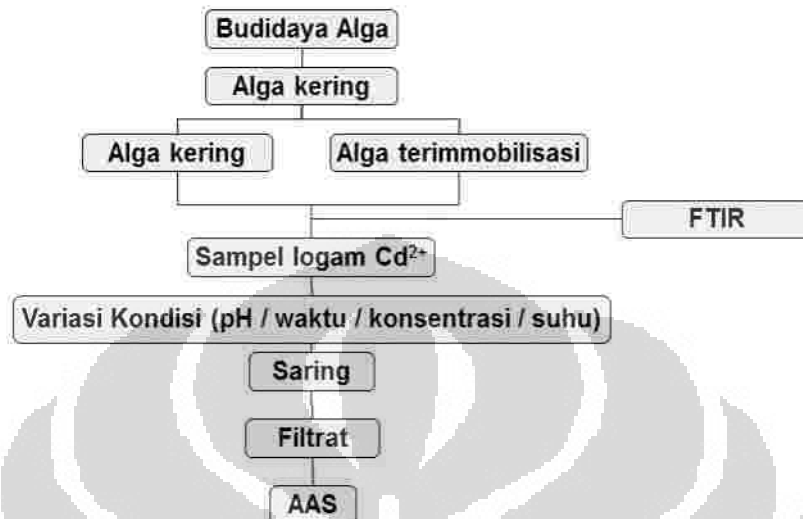 Budidaya Alga
Alga kering
Alga kering
Alga terimmobilisasi
FTIR
Sampel logam Cd²⁺
Variasi Kondisi (pH / waktu / konsentrasi / suhu)
Saring
Filtrat
AAS